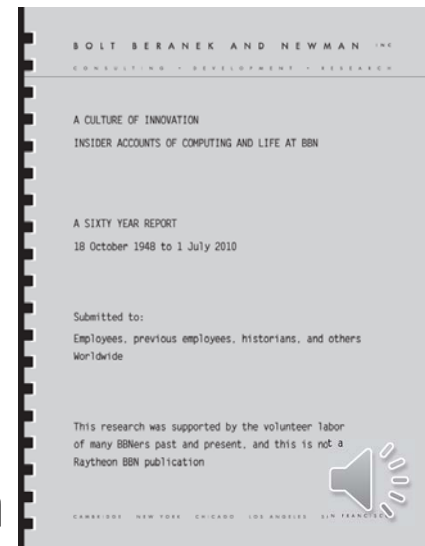 BOLT BERANEK AND NEWMAN INC
CONSULTING • DEVELOPMENT • RESEARCH
A CULTURE OF INNOVATION
INSIDER ACCOUNTS OF COMPUTING AND LIFE AT BBN
A SIXTY YEAR REPORT
18 October 1948 to 1 July 2010
Submitted to:
Employees, previous employees, historians, and others
Worldwide
This research was supported by the volunteer labor
of many BBNers past and present, and this is not a
Raytheon BBN publication
CAMBRIDGE NEW YORK CHICAGO LOS ANGELES SAN FRANCISCO